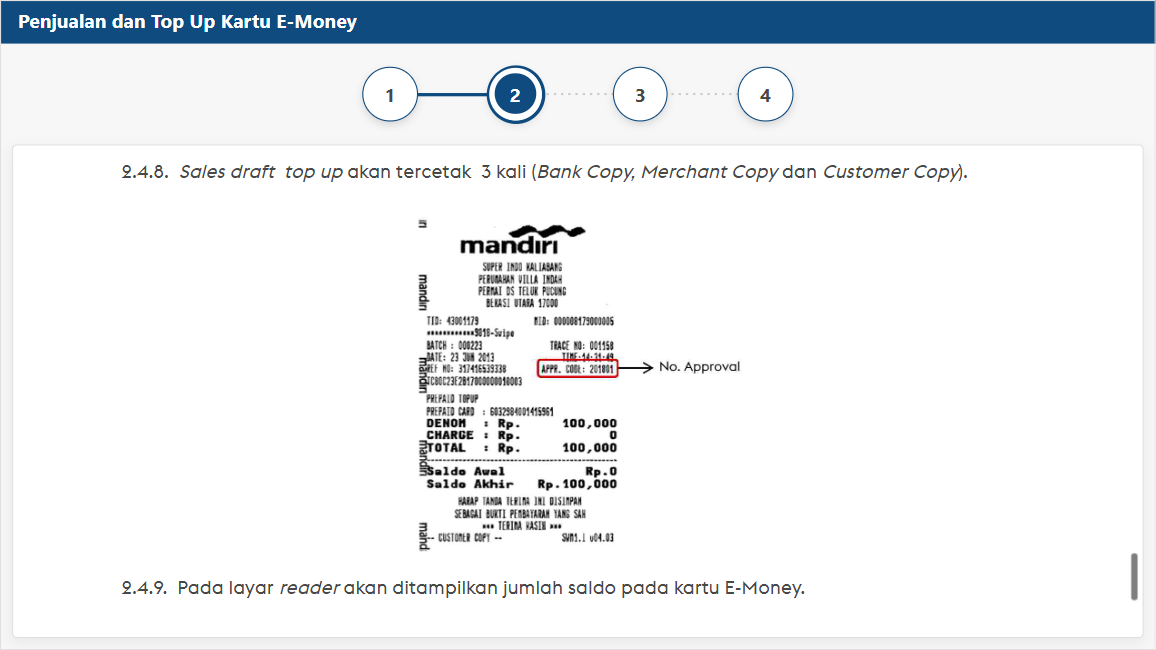 Penjualan dan Top Up Kartu E-Money
1 2 3 4
2.4.8. Sales draft top up akan tercetak 3 kali (Bank Copy, Merchant Copy dan Customer Copy).
mandiri
SUPER INDO KALIABANG
PERUMAHAN VILLA INDAH
PERMAI DS TELUK PUCUNG
BEKASI UTARA 17000
TID: 43001179 MID: 000008179000005
************9818-Swipe
BATCH : 000223 TRACE NO: 001158
DATE: 23 JUN 2013 TIME:14:31:49
REF NO: 317416539338 APPR. CODE: 201801
No. Approval
PREPAID TOPUP
PREPAID CARD : 6032984001415961
DENOM : Rp. 100,000
CHARGE : Rp. 0
TOTAL : Rp. 100,000
Saldo Awal Rp.0
Saldo Akhir Rp.100,000
HARAP TANDA TERIMA INI DISIMPAN
SEBAGAI BUKTI PEMBAYARAN YANG SAH
*** TERIMA KASIH ***
-- CUSTOMER COPY -- SWM1.1 v04.03
mandiri
mandiri
mandiri
2.4.9. Pada layar reader akan ditampilkan jumlah saldo pada kartu E-Money.